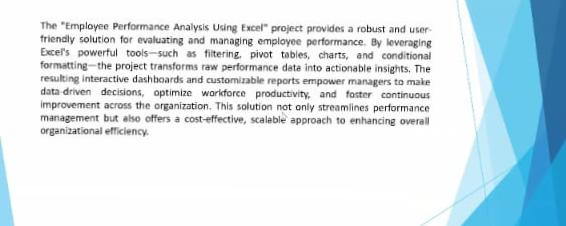 The "Employee Performance Analysis Using Excel" project provides a robust and user-
friendly solution for evaluating and managing employee performance. By leveraging
Excel's powerful tools—such as filtering, pivot tables, charts, and conditional
formatting—the project transforms raw performance data into actionable insights. The
resulting interactive dashboards and customizable reports empower managers to make
data-driven decisions, optimize workforce productivity, and foster continuous
improvement across the organization. This solution not only streamlines performance
management but also offers a cost-effective, scalable approach to enhancing overall
organizational efficiency.